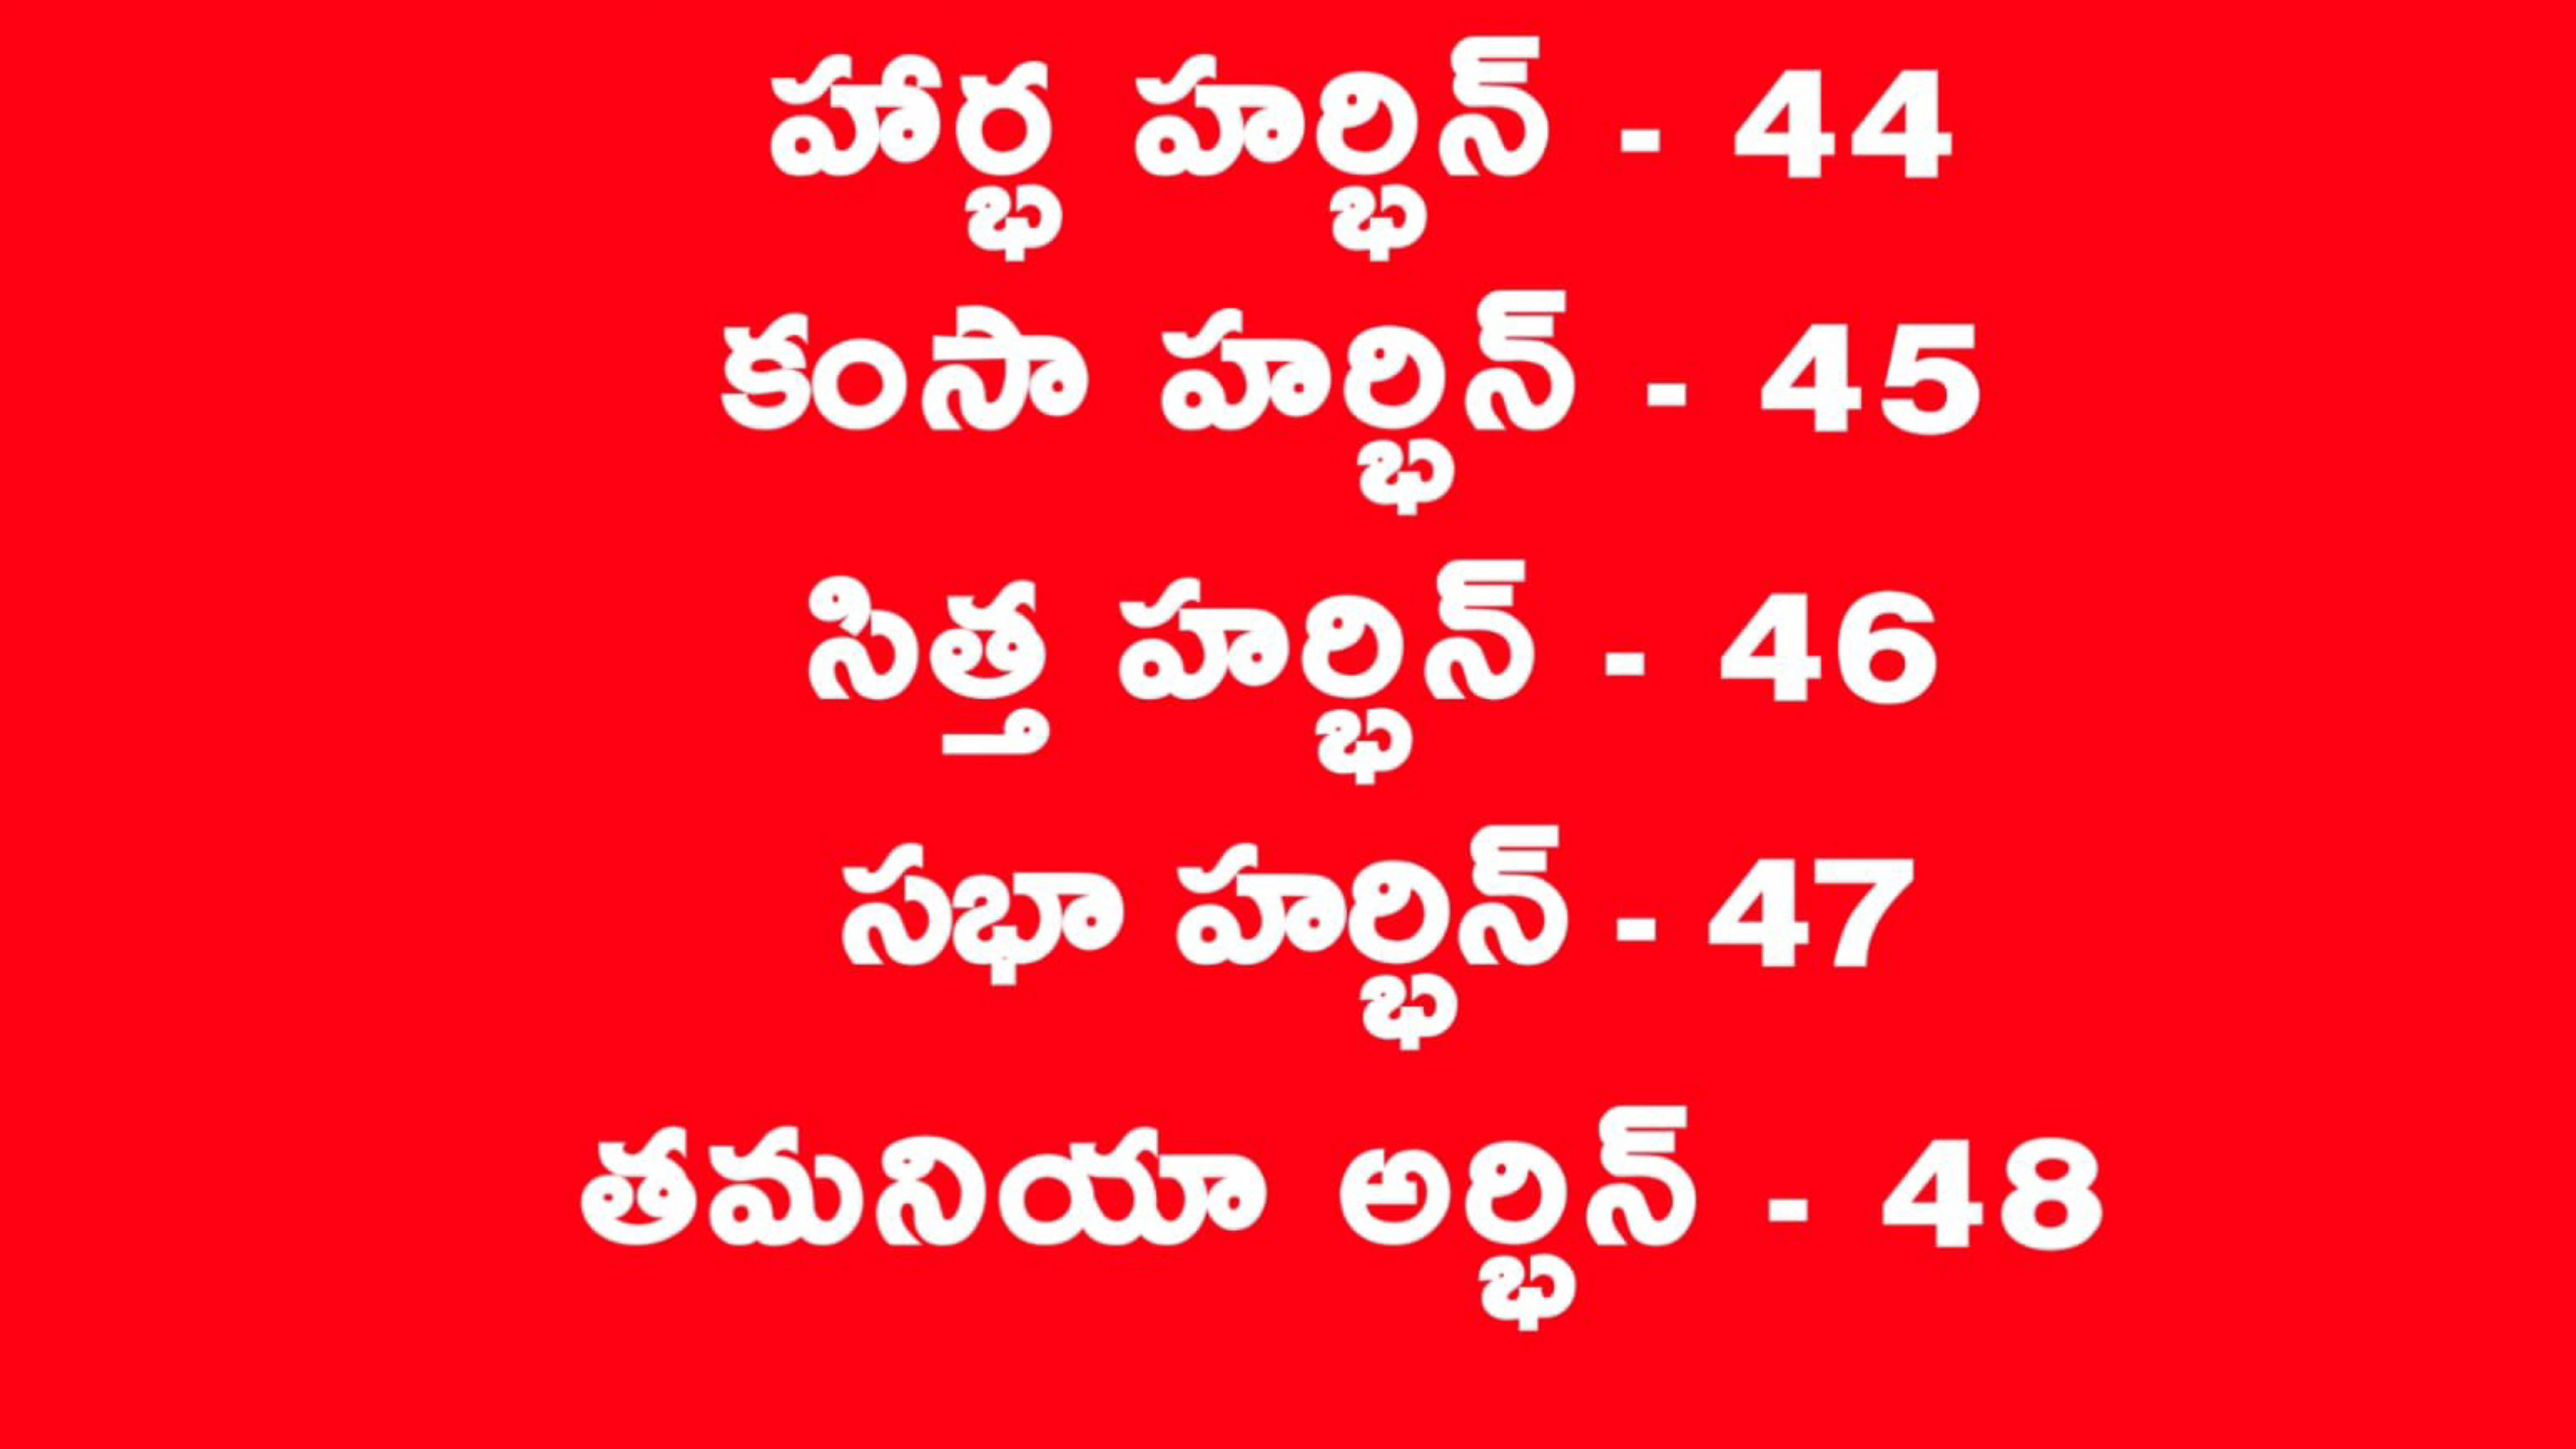 హార్భ హర్భిన్ - 44
కంసా హర్భిన్ - 45
సిత్త హర్భిన్ - 46
సభా హర్భిన్ - 47
తమనియా అర్భిన్ - 48